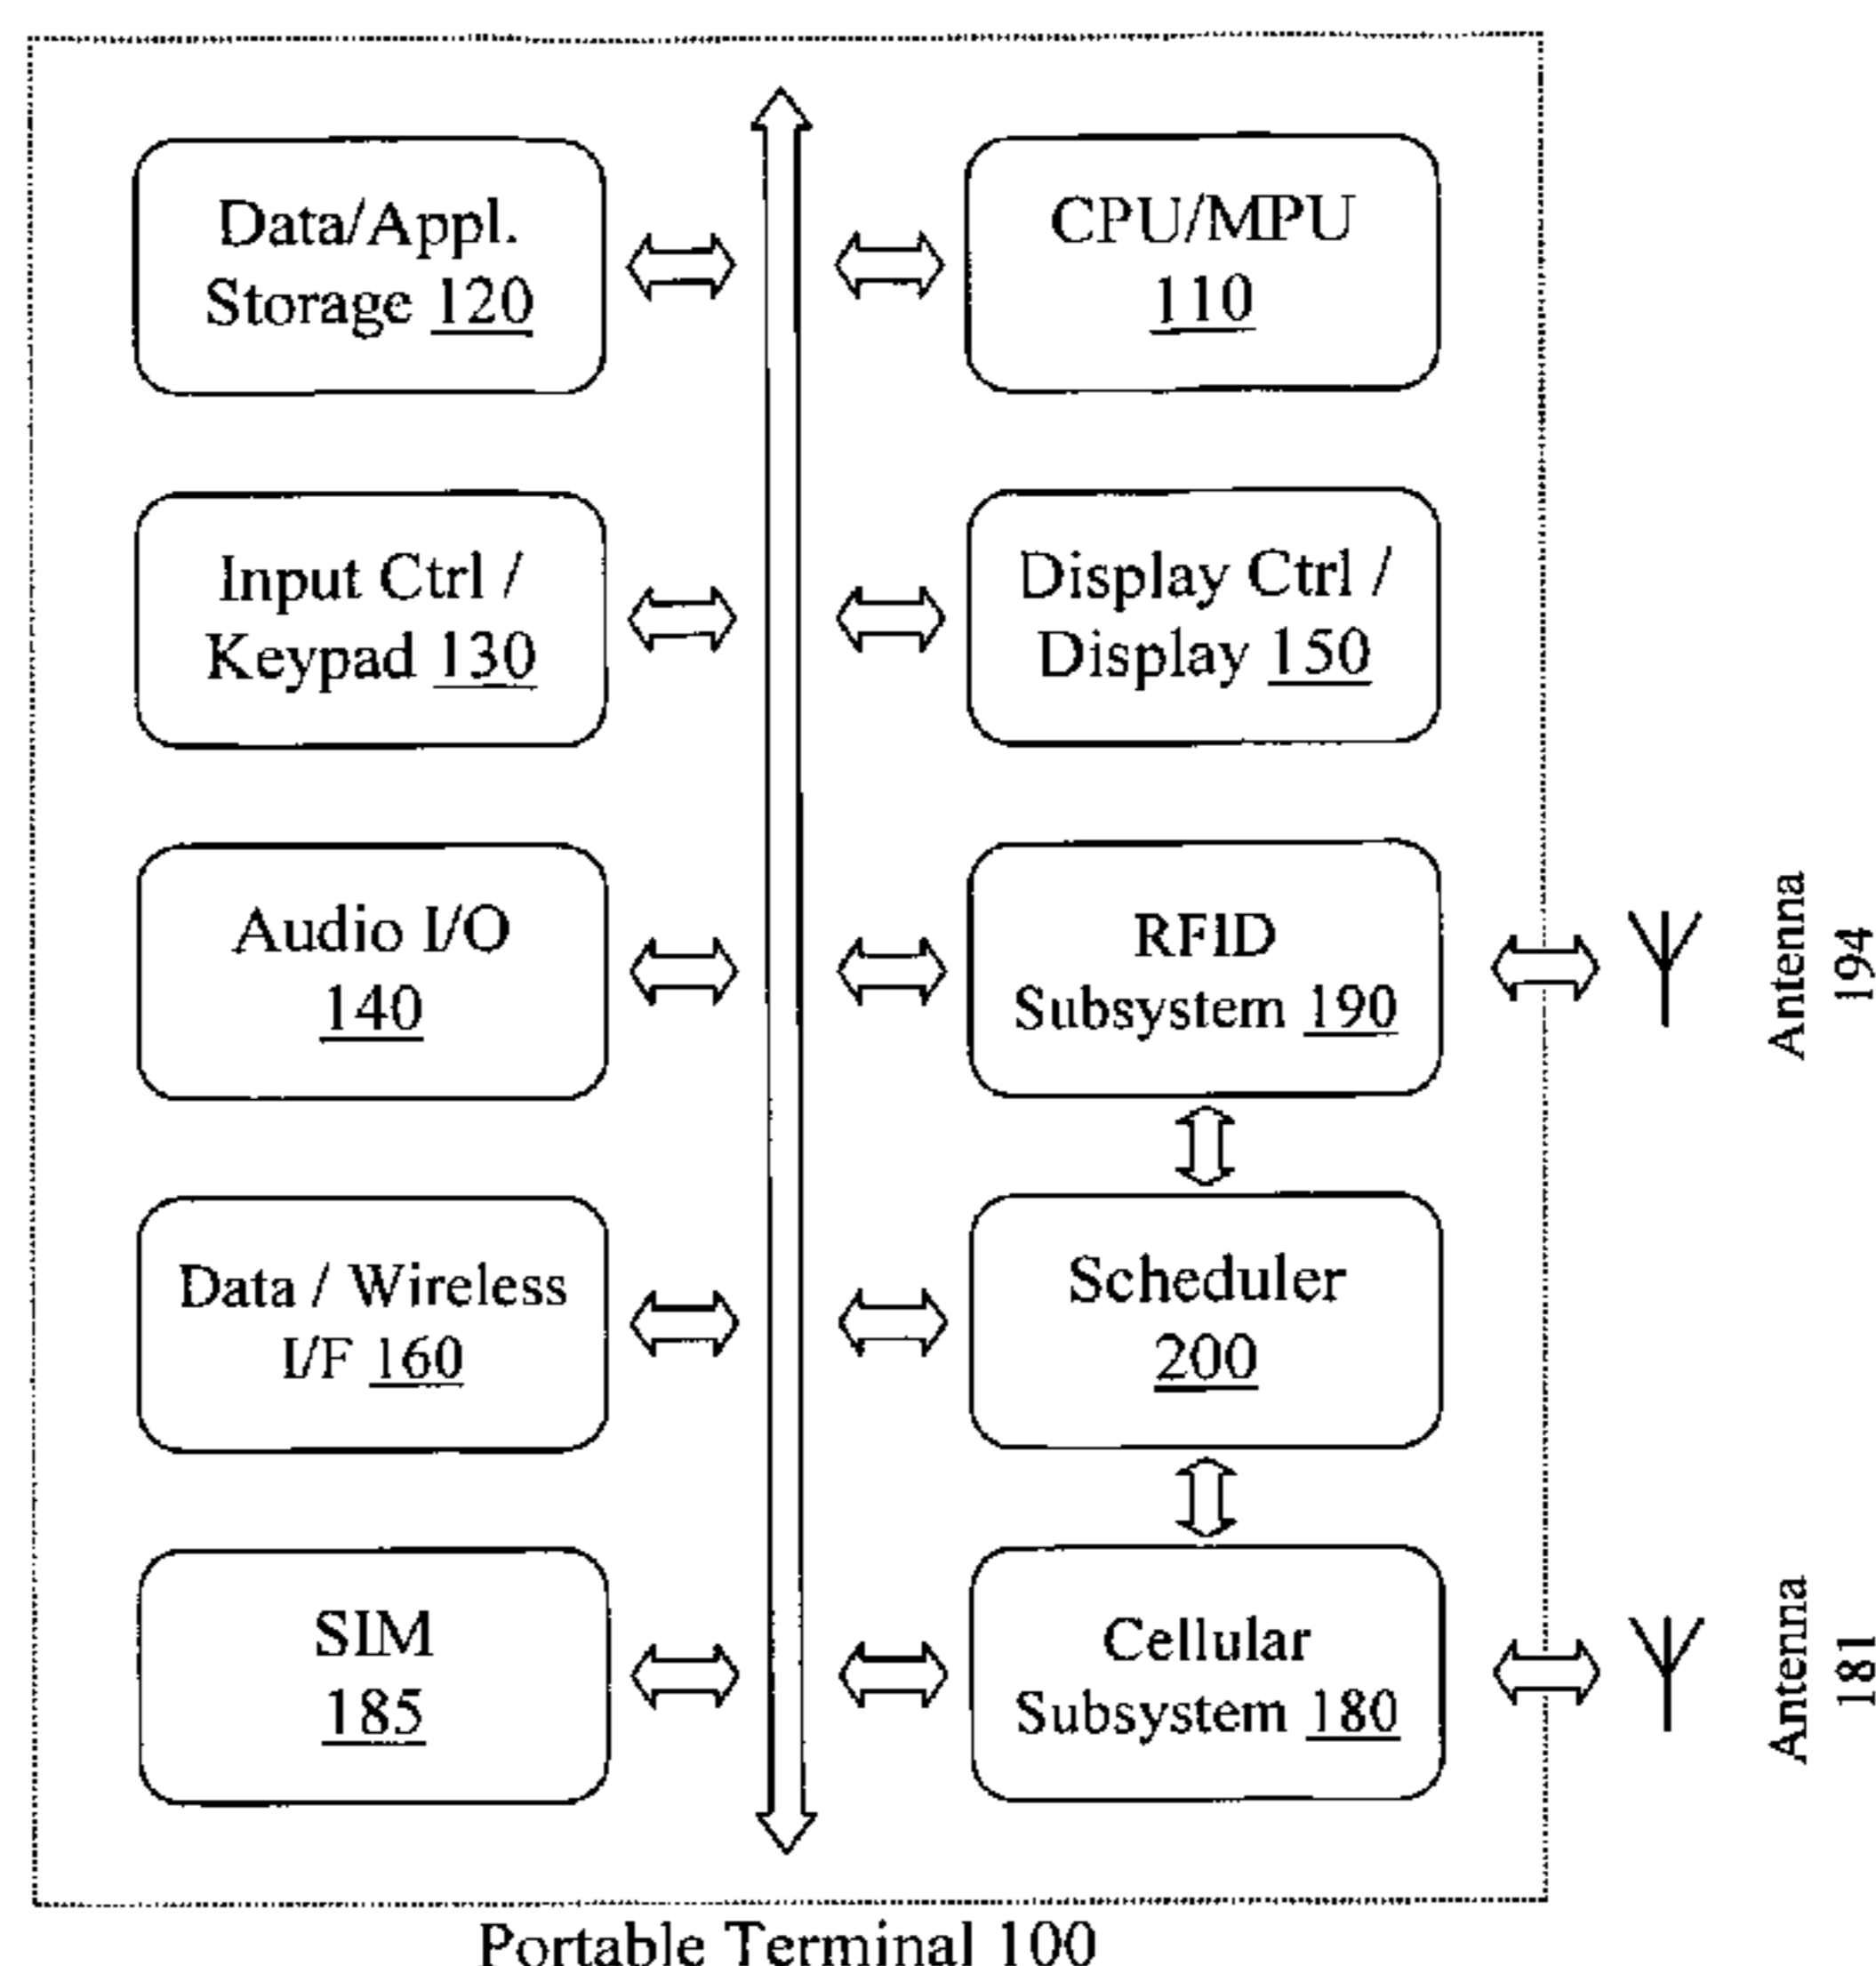 Data/Appl.
Storage 120
CPU/MPU
110
Input Ctrl /
Keypad 130
Display Ctrl /
Display 150
Audio I/O
140
RFID
Subsystem 190
Antenna
194
Data / Wireless
I/F 160
Scheduler
200
SIM
185
Cellular
Subsystem 180
Antenna
181
Portable Terminal 100